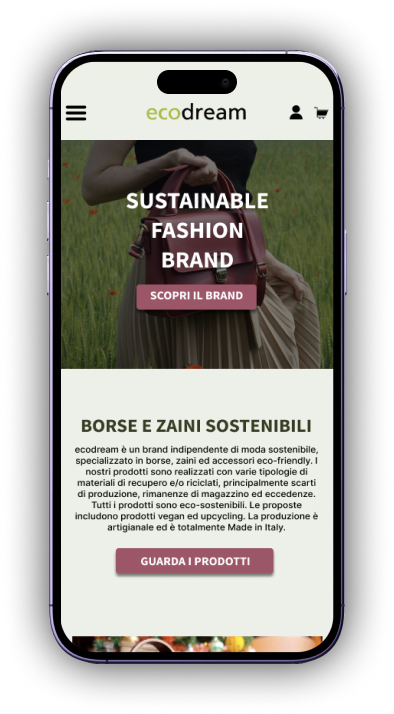 ecodream
SUSTAINABLE
FASHION
BRAND
SCOPRI IL BRAND
BORSE E ZAINI SOSTENIBILI
ecodream è un brand indipendente di moda sostenibile,
specializzato in borse, zaini ed accessori eco-friendly. I
nostri prodotti sono realizzati con varie tipologie di
materiali di recupero e/o riciclati, principalmente scarti
di produzione, rimanenze di magazzino ed eccedenze.
Tutti i prodotti sono eco-sostenibili. Le proposte
includono prodotti vegan ed upcycling. La produzione è
artigianale ed è totalmente Made in Italy.
GUARDA I PRODOTTI